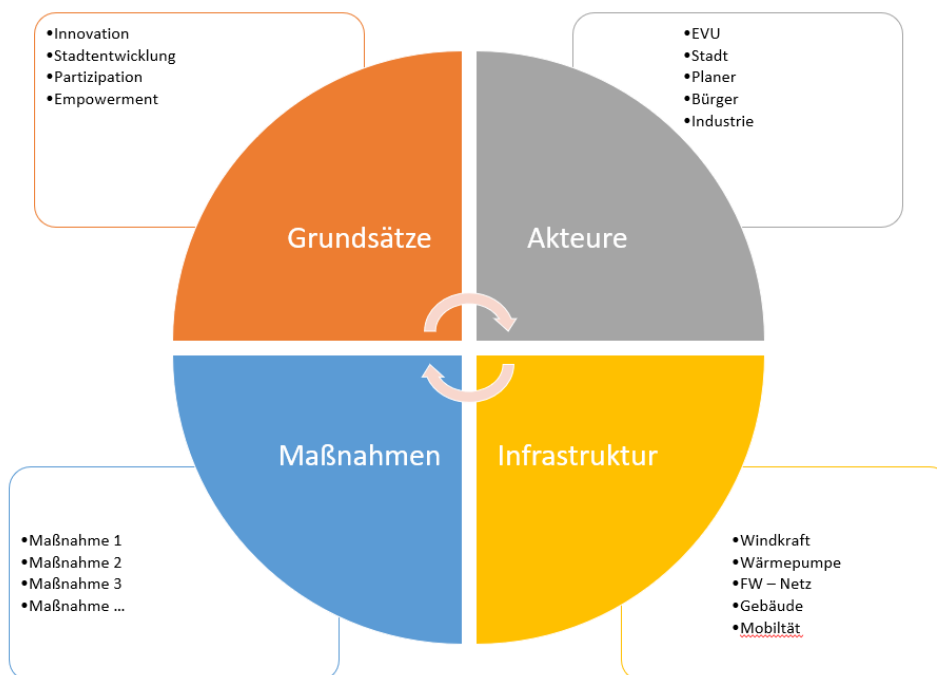 •Innovation
•Stadtentwicklung
•Partizipation
•Empowerment
•EVU
•Stadt
•Planer
•Bürger
•Industrie
Grundsätze
Akteure
Maßnahmen
Infrastruktur
•Maßnahme 1
•Maßnahme 2
•Maßnahme 3
•Maßnahme ...
•Windkraft
•Wärmepumpe
•FW – Netz
•Gebäude
•Mobiltät